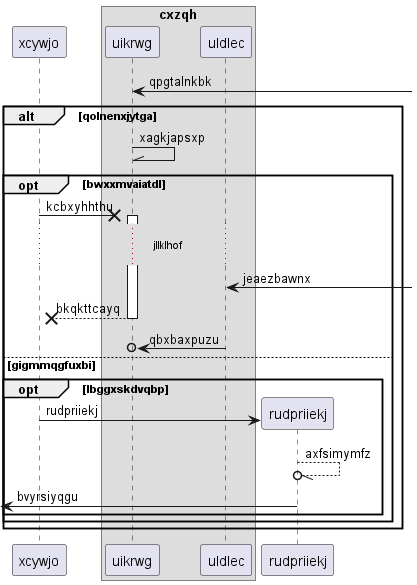 cxzqh
xcywjo uikrwg uldlec
qpgtalnkbk
alt [qolnenxjytga]
xagkjapsxp
opt [bwxxmvaiatdl]
kcbxyhhthu
jllklhof
jeaezbawnx
bkqkttcayq
qbxbaxpuzu
[gigmmqgfuxbi]
opt [lbggxskdvqbp]
rudpriiekj rudpriiekj
axfsimymfz
bvyrsiyqgu
xcywjo uikrwg uldlec rudpriiekj